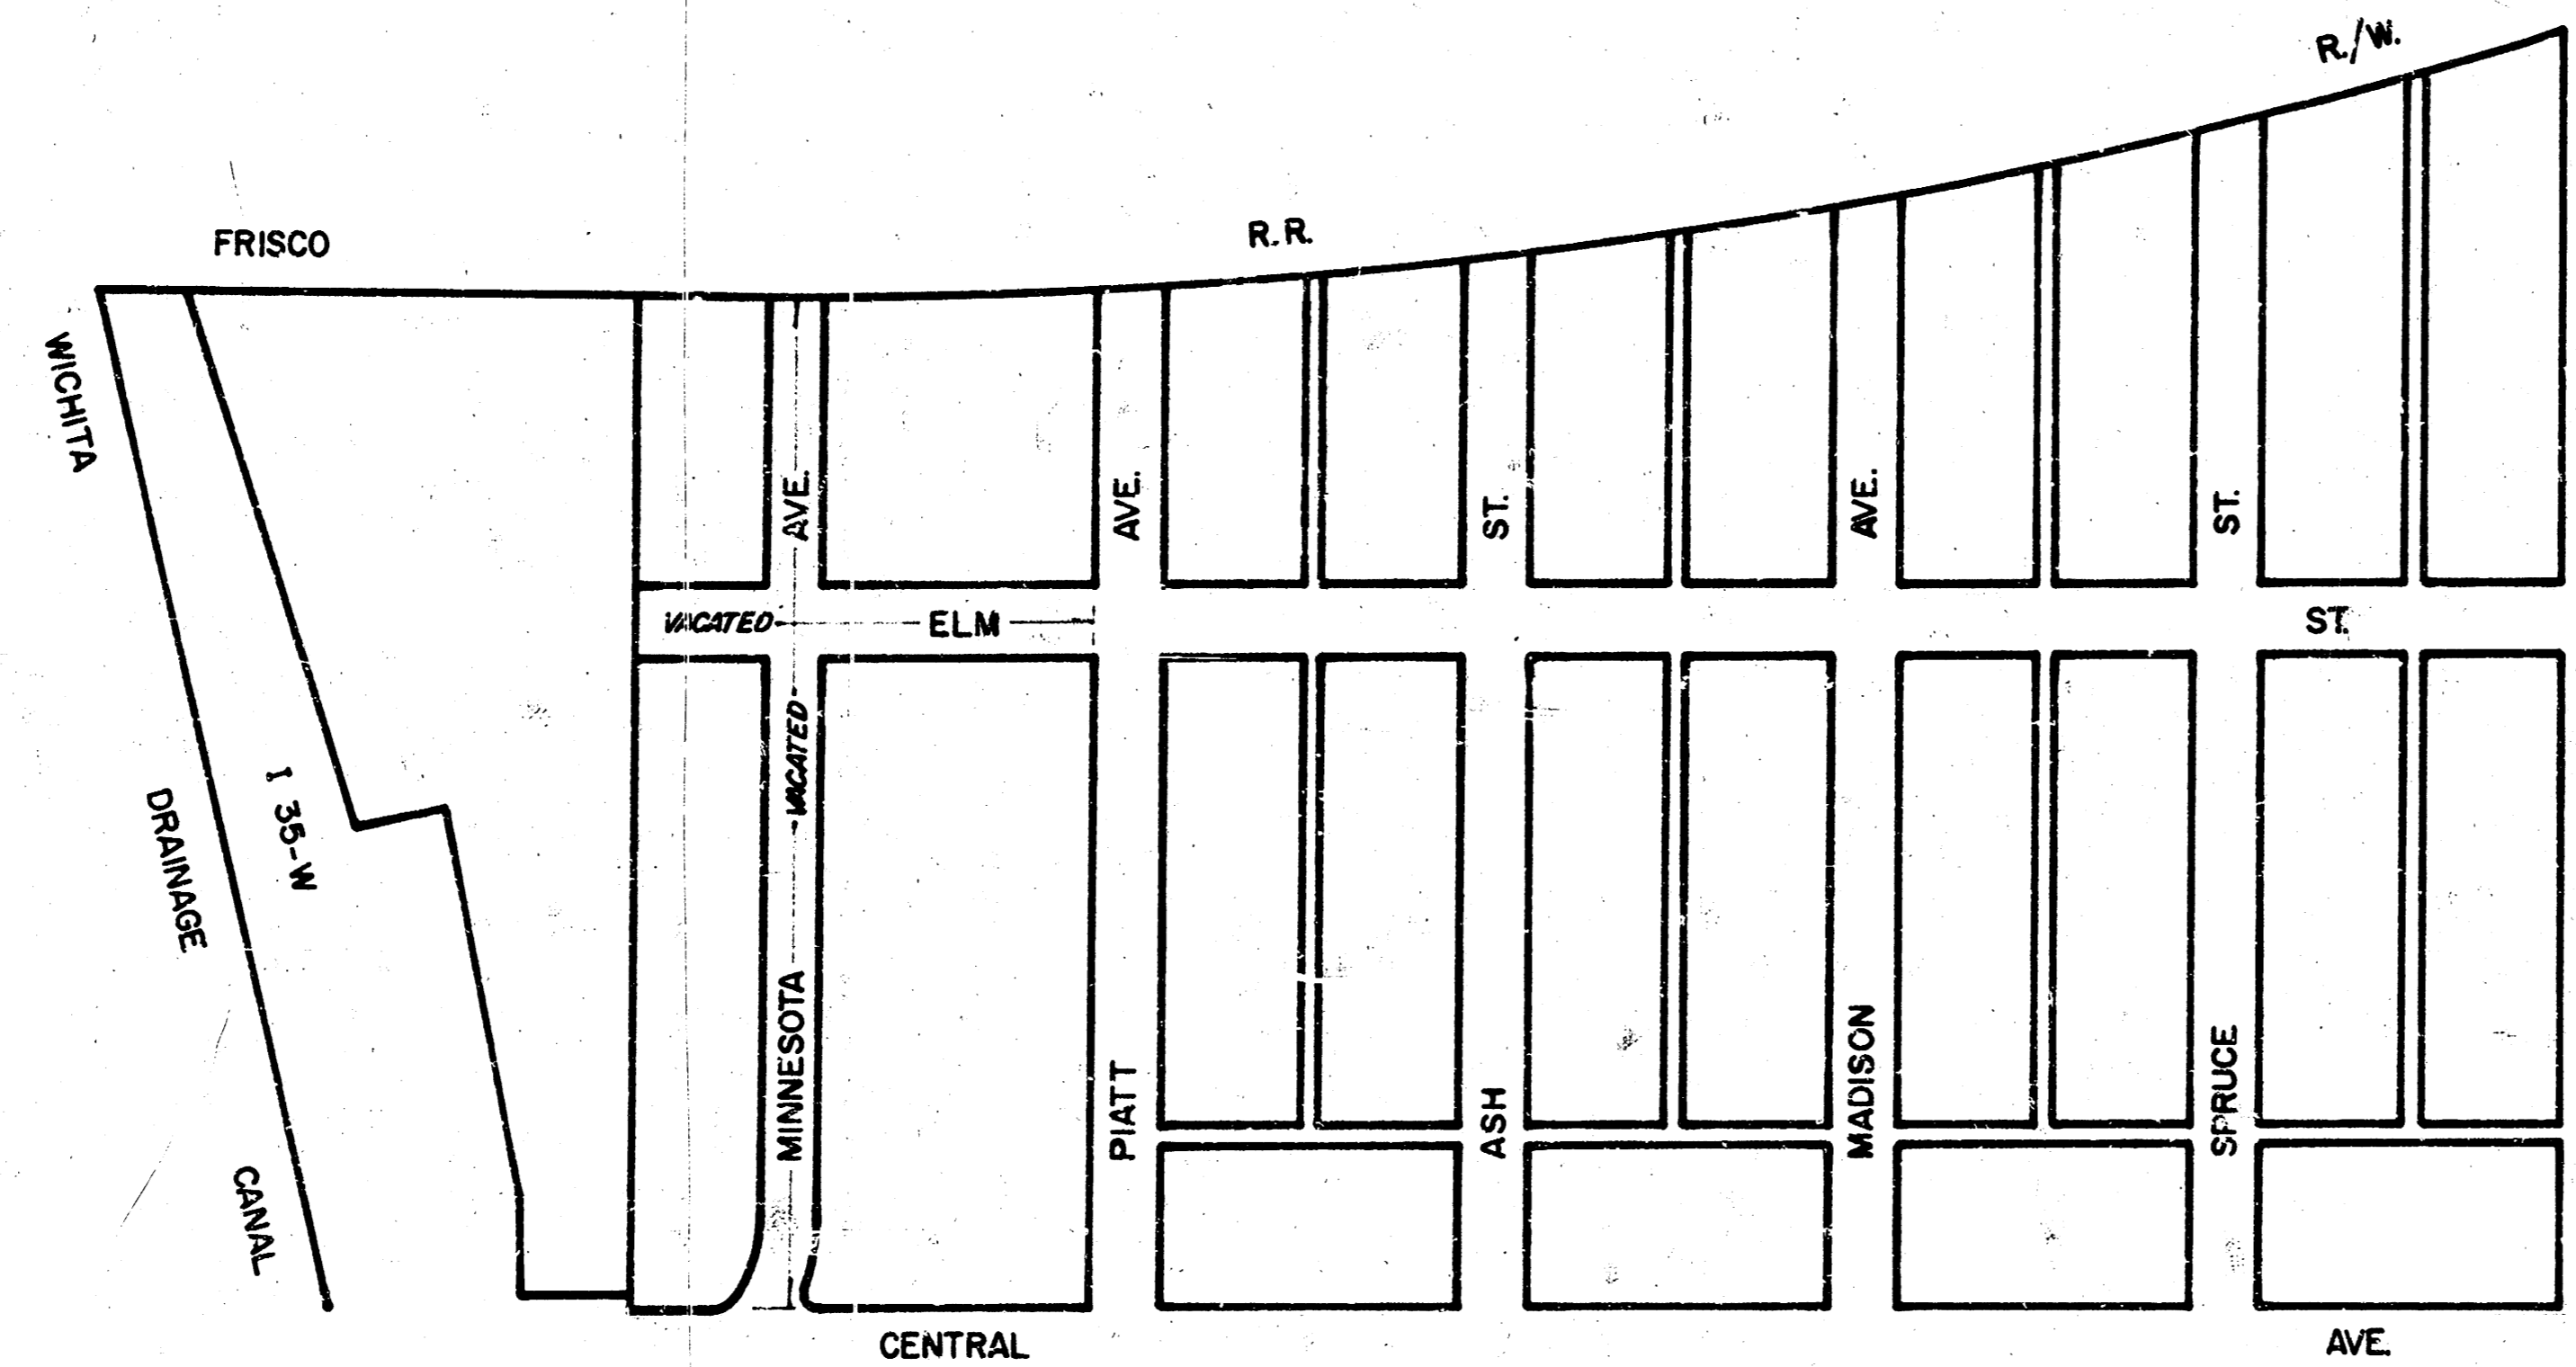 R./W.
FRISCO
R.R.
WICHITA
AVE.
AVE.
ST.
AVE.
ST.
VACATED
ELM
ST.
VACATED
I 35-W
DRAINAGE
MINNESOTA
PIATT
ASH
MADISON
SPRUCE
CANAL
CENTRAL
AVE.